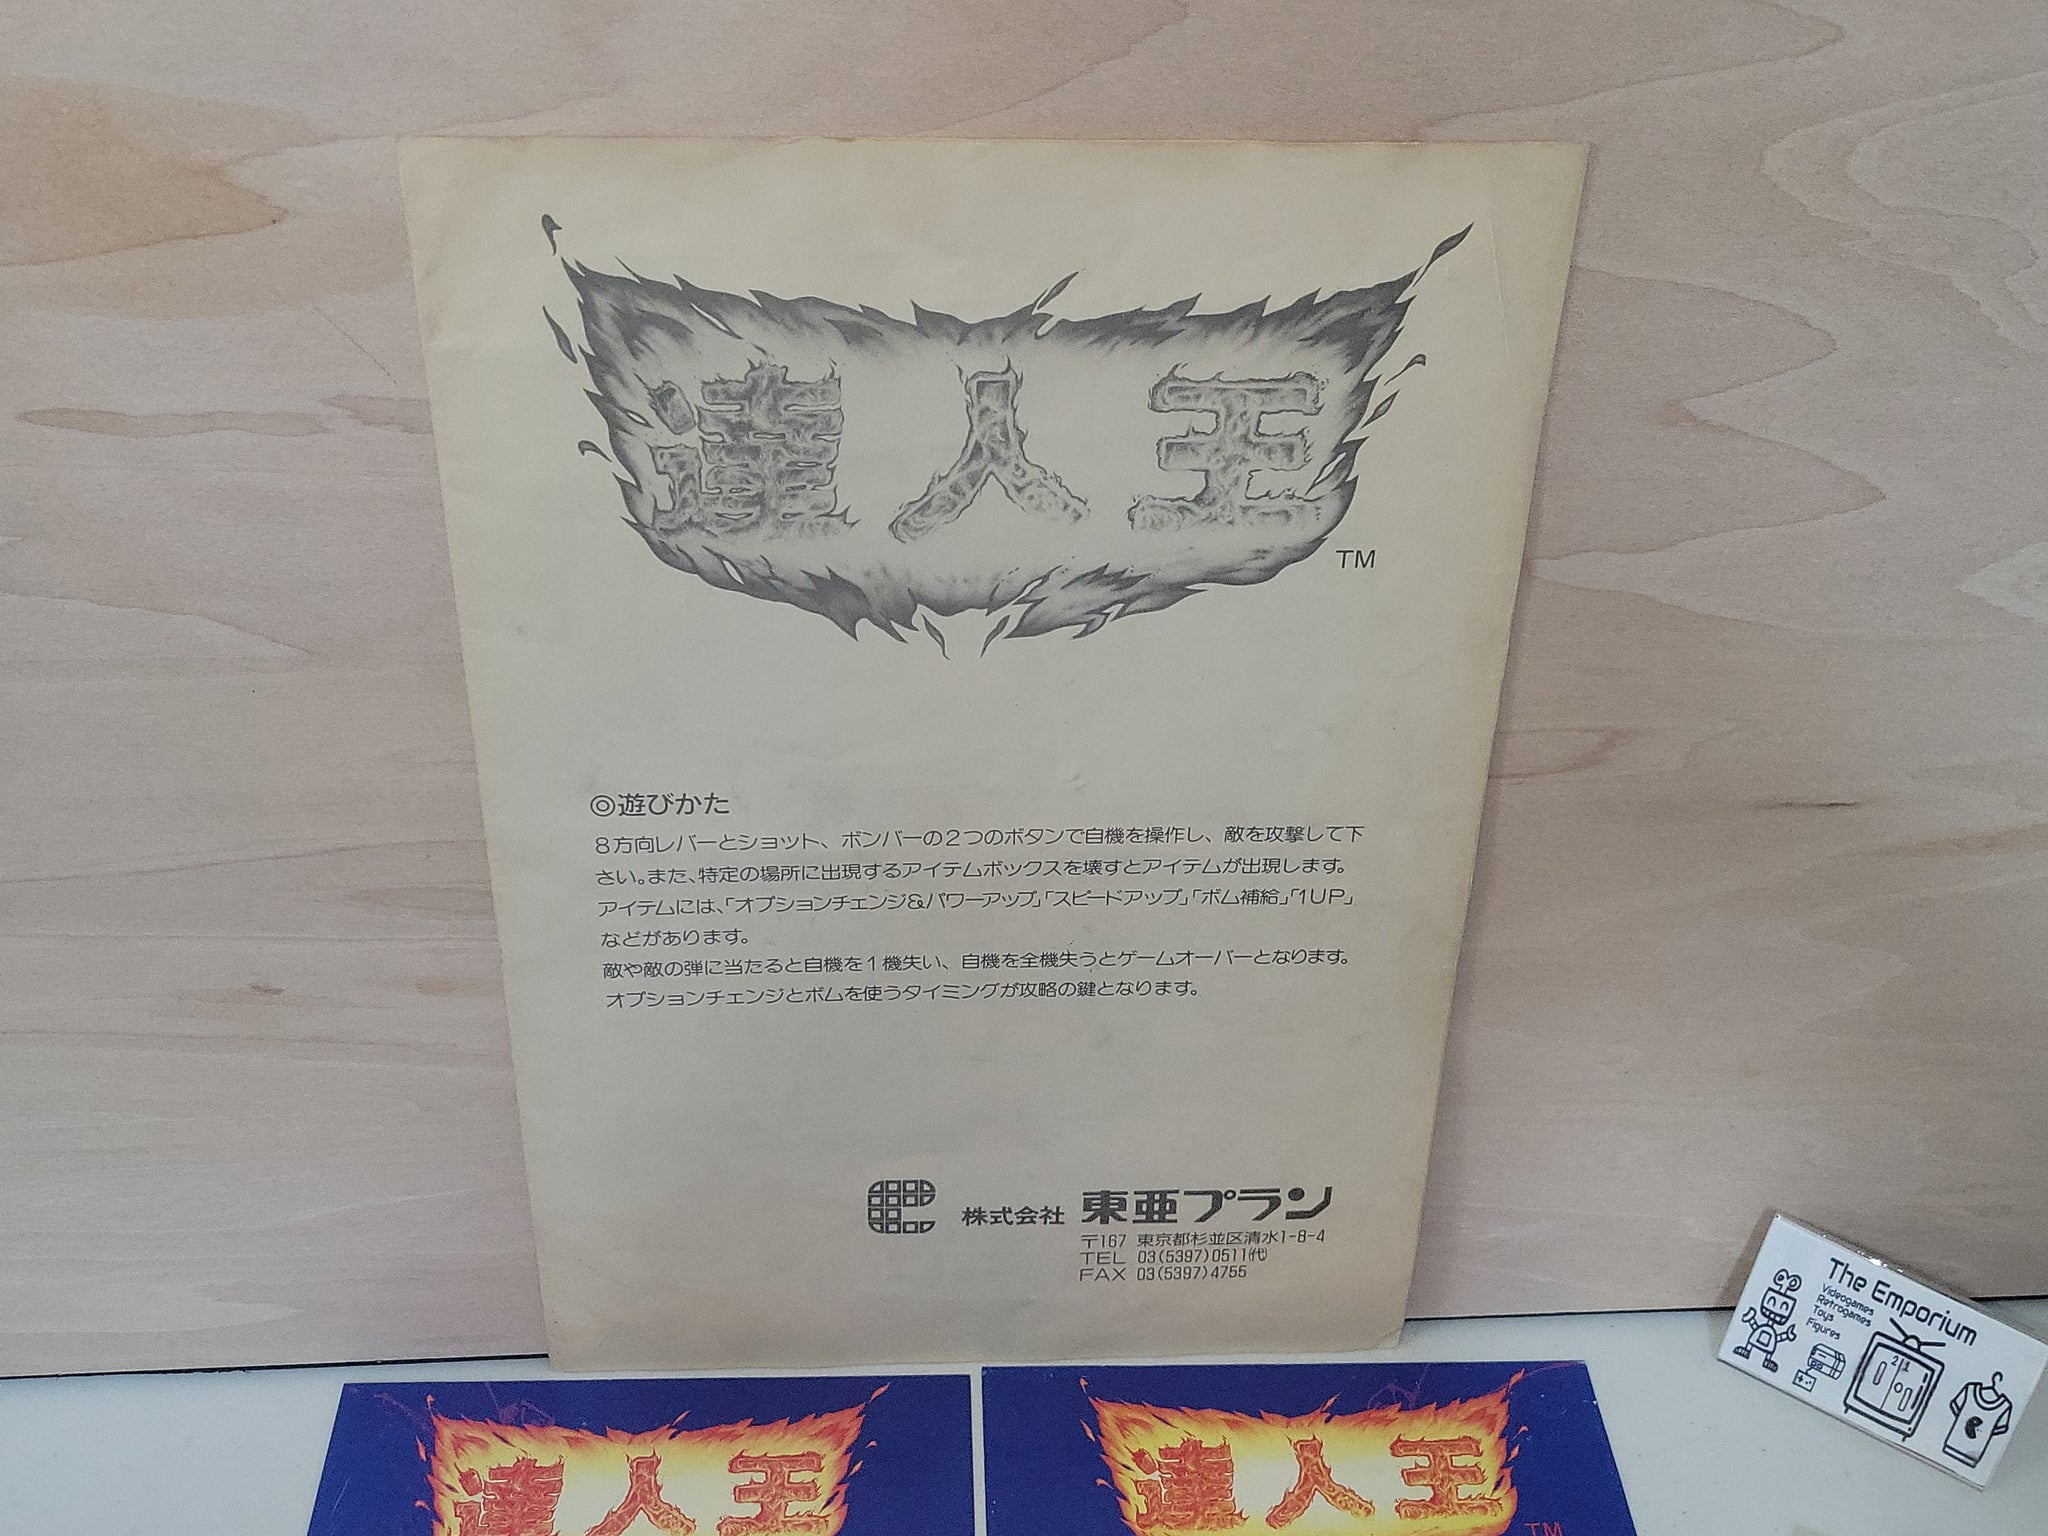 達人王
TM
◎遊びかた
8方向レバーとショット、ボンバーの2つのボタンで自機を操作し、敵を攻撃して下
さい。また、特定の場所に出現するアイテムボックスを壊すとアイテムが出現します。
アイテムには、「オプションチェンジ&パワーアップ」「スピードアップ」「ボム補給」「1UP」
などがあります。
敵や敵の弾に当たると自機を1機失い、自機を全機失うとゲームオーバーとなります。
オプションチェンジとボムを使うタイミングが攻略の鍵となります。
株式会社 東亜プラン
〒167 東京都杉並区清水1-8-4
TEL 03(5397)0511(代)
FAX 03(5397)4755
The Emporium
Videogames
Retrogames
Toys
Figures
2 1
達人王
達人王
TM